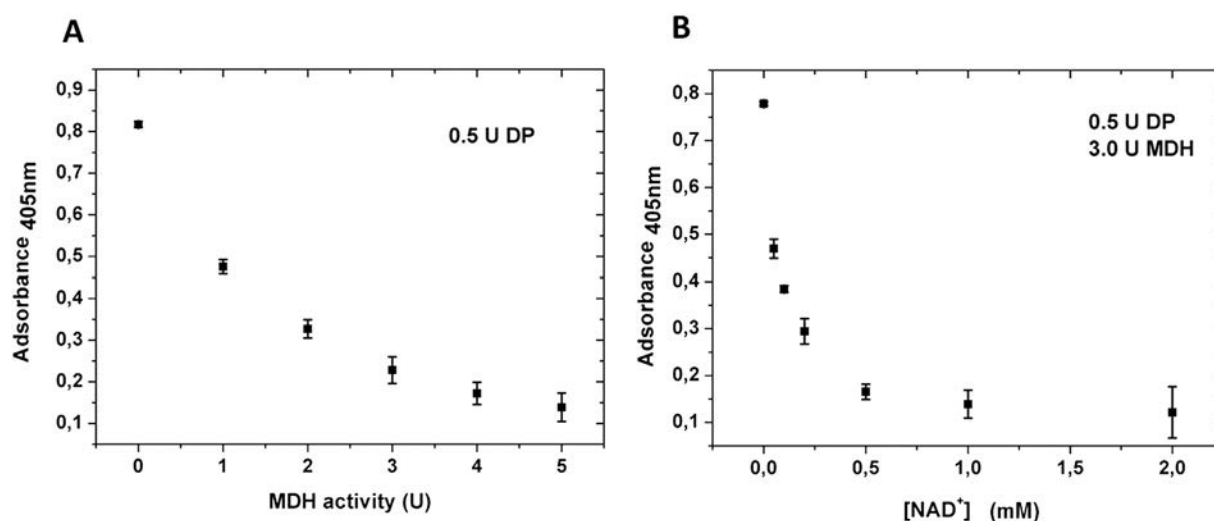 A
0,9
0,8
0,7
0,6
0,5
0,4
0,3
0,2
0,1
Adsorbance 405nm
0.5 U DP
0 1 2 3 4 5
MDH activity (U)
B
0,8
0,7
0,6
0,5
0,4
0,3
0,2
0,1
Adsorbance 405nm
0.5 U DP
3.0 U MDH
0,0 0,5 1,0 1,5 2,0
[NAD⁺] (mM)